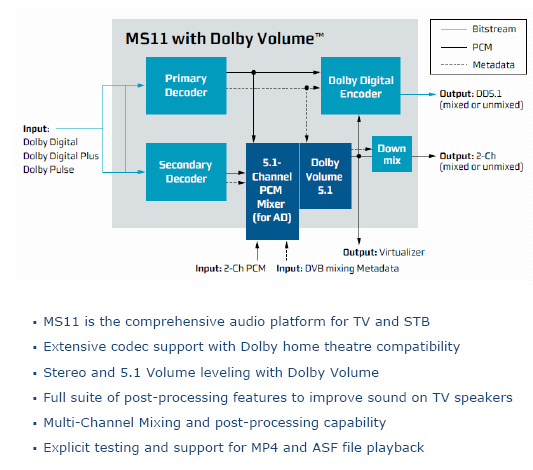 MS11 with Dolby Volume™
Bitstream
PCM
Metadata
Primary
Decoder
Dolby Digital
Encoder
Output: DD5.1
(mixed or unmixed)
Input:
Dolby Digital
Dolby Digital Plus
Dolby Pulse
Secondary
Decoder
5.1-
Channel
PCM
Mixer
(for AD)
Dolby
Volume
5.1
Down
mix
Output: 2-Ch
(mixed or unmixed)
Output: Virtualizer
Input: 2-Ch PCM
Input: DVB mixing Metadata
▪ MS11 is the comprehensive audio platform for TV and STB
▪ Extensive codec support with Dolby home theatre compatibility
▪ Stereo and 5.1 Volume leveling with Dolby Volume
▪ Full suite of post-processing features to improve sound on TV speakers
▪ Multi-Channel Mixing and post-processing capability
▪ Explicit testing and support for MP4 and ASF file playback